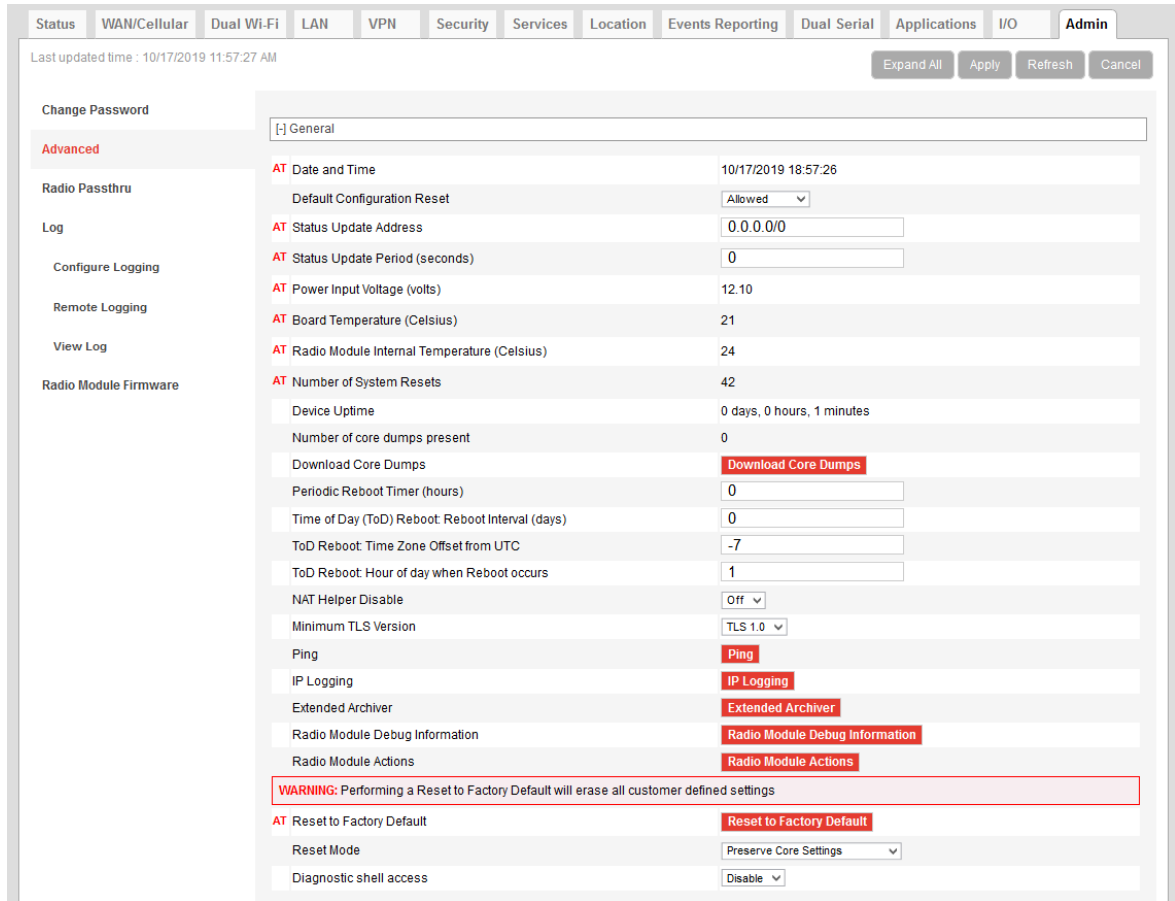 Status WAN/Cellular Dual Wi-Fi LAN VPN Security Services Location Events Reporting Dual Serial Applications I/O Admin
Last updated time : 10/17/2019 11:57:27 AM
Expand All Apply Refresh Cancel
Change Password
Advanced
Radio Passthru
Log
Configure Logging
Remote Logging
View Log
Radio Module Firmware
[-] General
AT Date and Time 10/17/2019 18:57:26
Default Configuration Reset Allowed
AT Status Update Address 0.0.0.0/0
AT Status Update Period (seconds) 0
AT Power Input Voltage (volts) 12.10
AT Board Temperature (Celsius) 21
AT Radio Module Internal Temperature (Celsius) 24
AT Number of System Resets 42
Device Uptime 0 days, 0 hours, 1 minutes
Number of core dumps present 0
Download Core Dumps Download Core Dumps
Periodic Reboot Timer (hours) 0
Time of Day (ToD) Reboot: Reboot Interval (days) 0
ToD Reboot: Time Zone Offset from UTC -7
ToD Reboot: Hour of day when Reboot occurs 1
NAT Helper Disable Off
Minimum TLS Version TLS 1.0
Ping Ping
IP Logging IP Logging
Extended Archiver Extended Archiver
Radio Module Debug Information Radio Module Debug Information
Radio Module Actions Radio Module Actions
WARNING: Performing a Reset to Factory Default will erase all customer defined settings
AT Reset to Factory Default Reset to Factory Default
Reset Mode Preserve Core Settings
Diagnostic shell access Disable